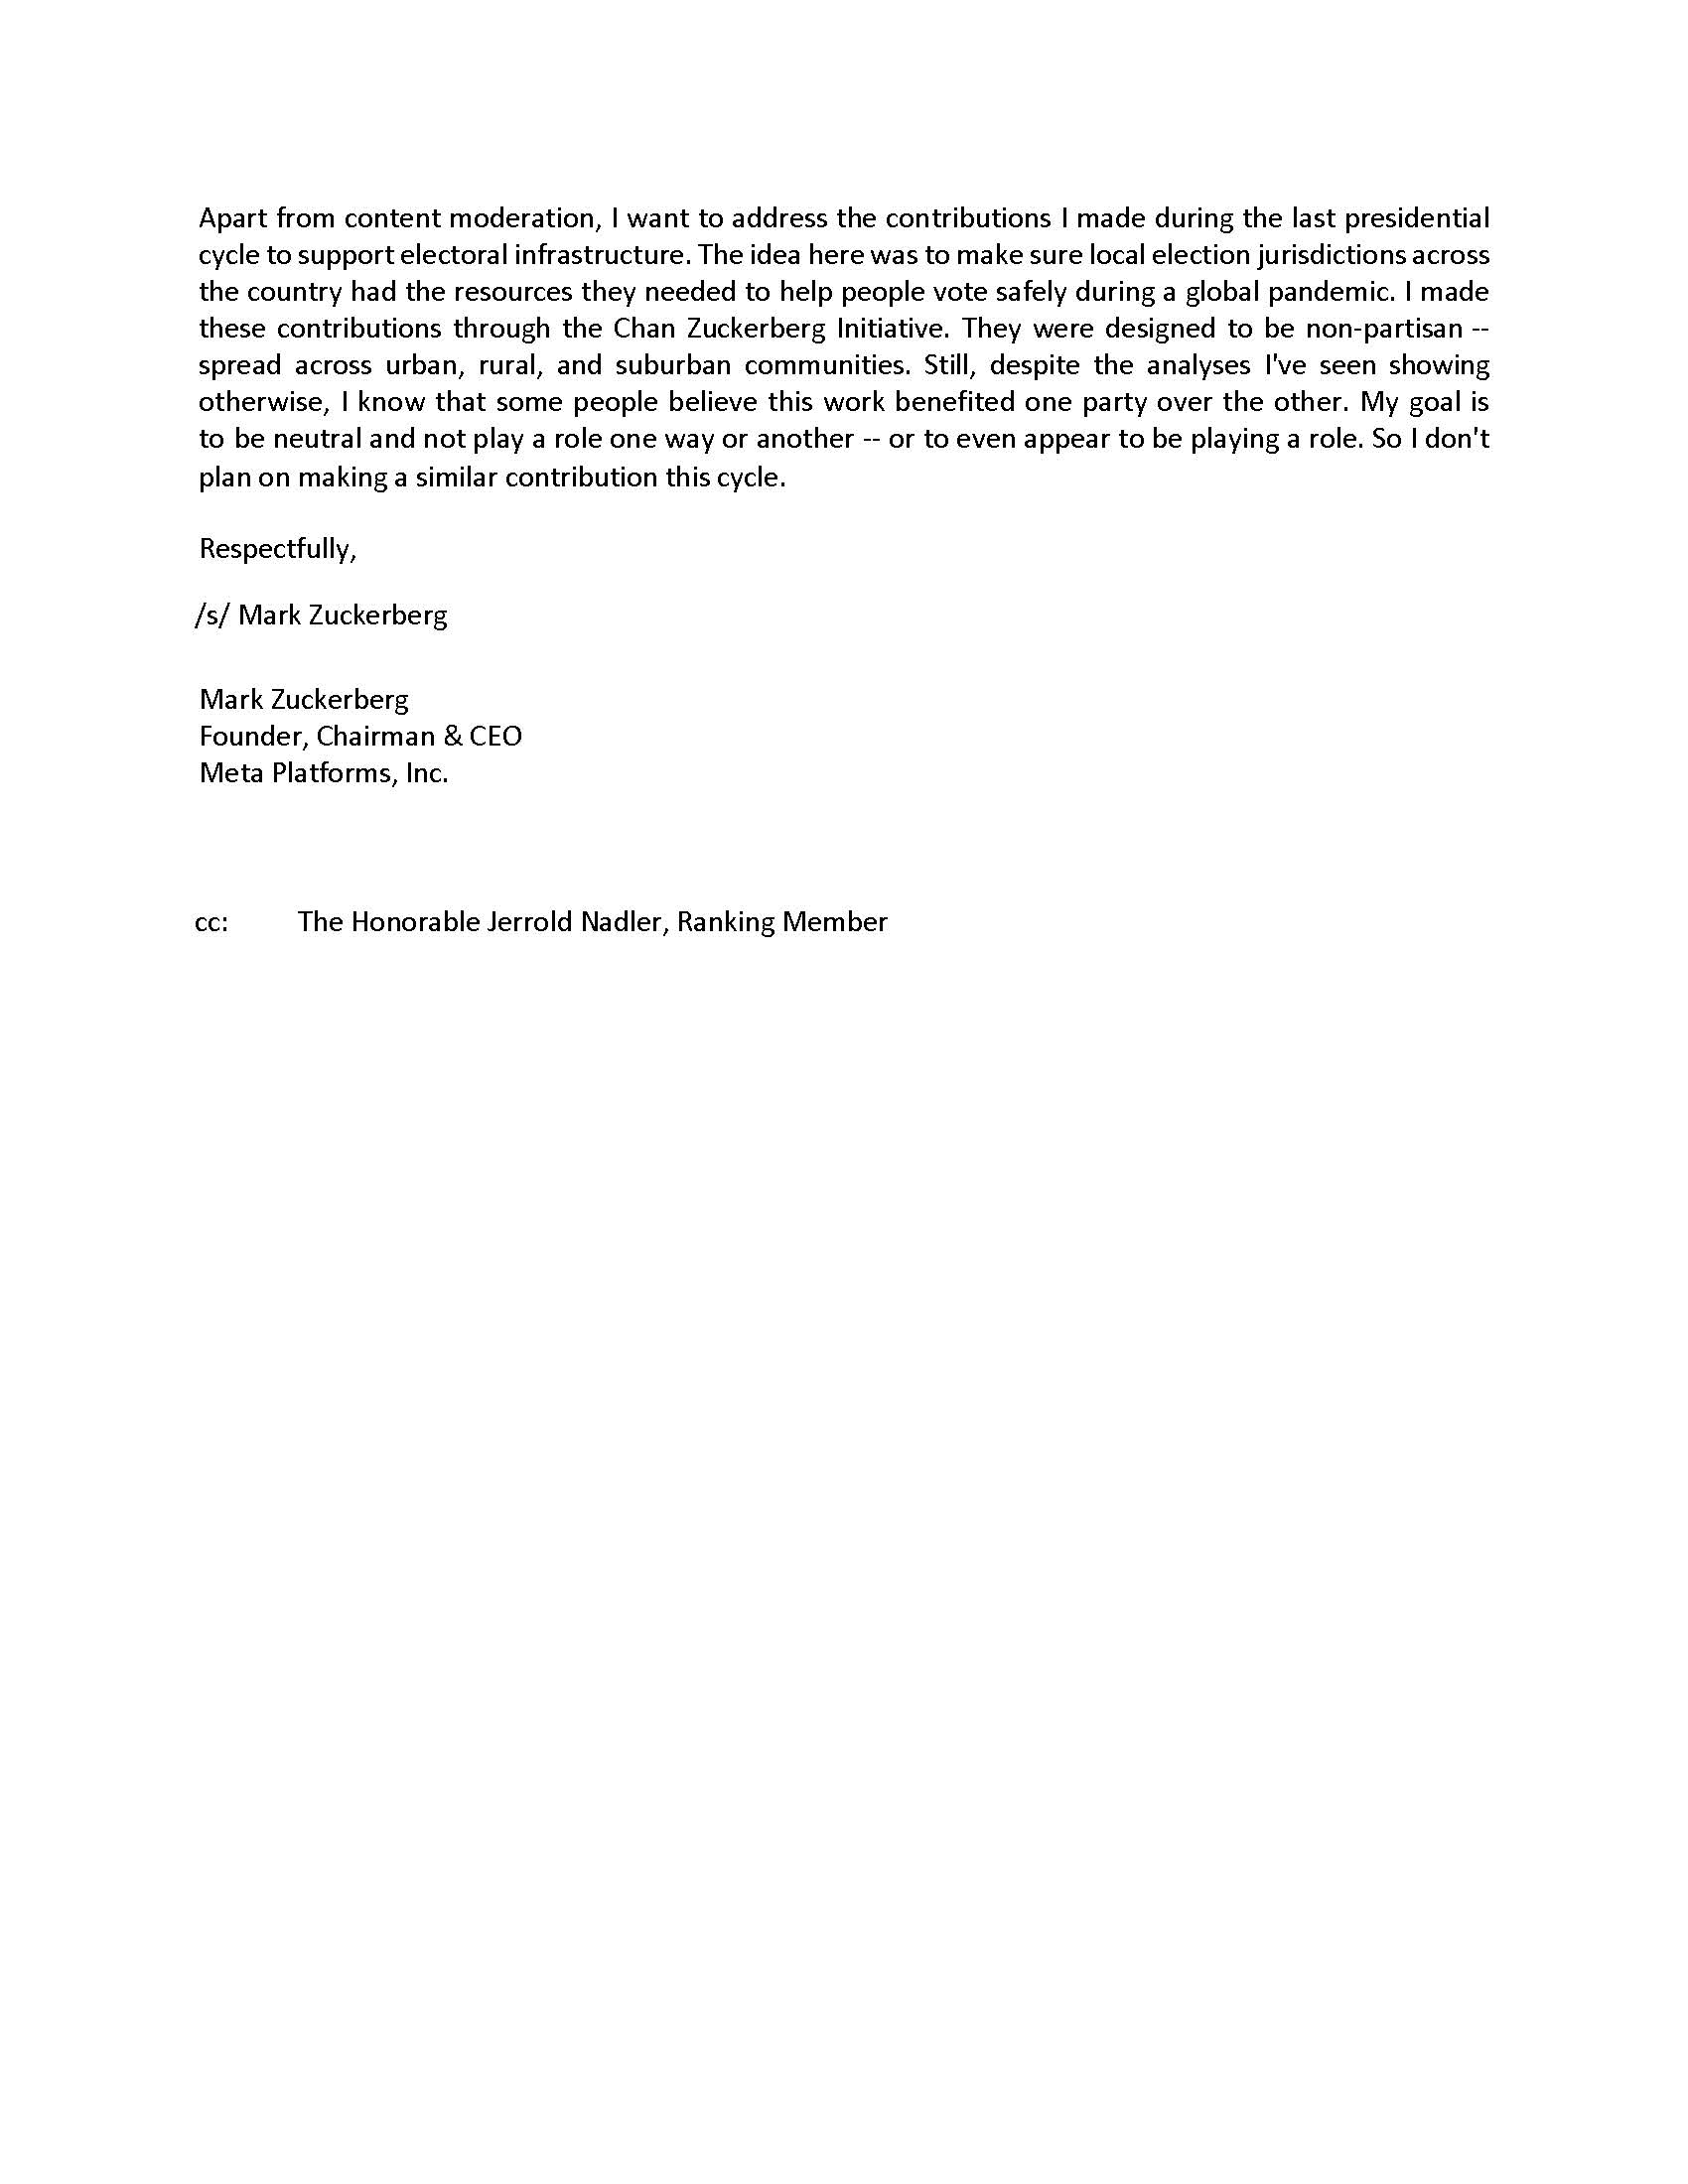 Apart from content moderation, I want to address the contributions I made during the last presidential
cycle to support electoral infrastructure. The idea here was to make sure local election jurisdictions across
the country had the resources they needed to help people vote safely during a global pandemic. I made
these contributions through the Chan Zuckerberg Initiative. They were designed to be non-partisan --
spread across urban, rural, and suburban communities. Still, despite the analyses I've seen showing
otherwise, I know that some people believe this work benefited one party over the other. My goal is
to be neutral and not play a role one way or another -- or to even appear to be playing a role. So I don't
plan on making a similar contribution this cycle.
Respectfully,
/s/ Mark Zuckerberg
Mark Zuckerberg
Founder, Chairman & CEO
Meta Platforms, Inc.
cc: The Honorable Jerrold Nadler, Ranking Member